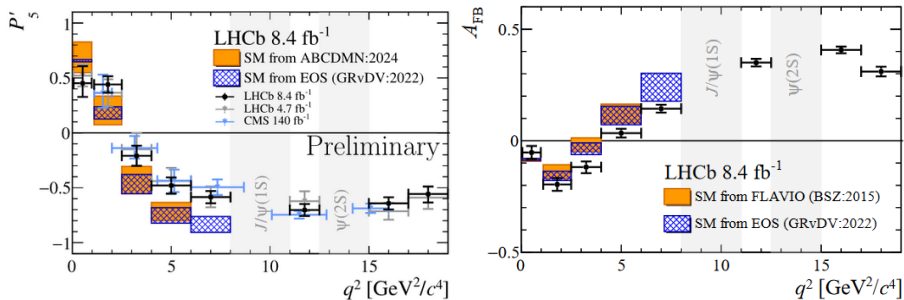 P′5
1
0.5
0
−0.5
−1
LHCb 8.4 fb-1
SM from ABCDMN:2024
SM from EOS (GRvDV:2022)
LHCb 8.4 fb-1
LHCb 4.7 fb-1
CMS 140 fb-1
Preliminary
J/ψ(1S)
ψ(2S)
0 5 10 15
q2 [GeV2/c4]
AFB
0.5
0
−0.5
J/ψ(1S)
ψ(2S)
LHCb 8.4 fb-1
SM from FLAVIO (BSZ:2015)
SM from EOS (GRvDV:2022)
0 5 10 15
q2 [GeV2/c4]